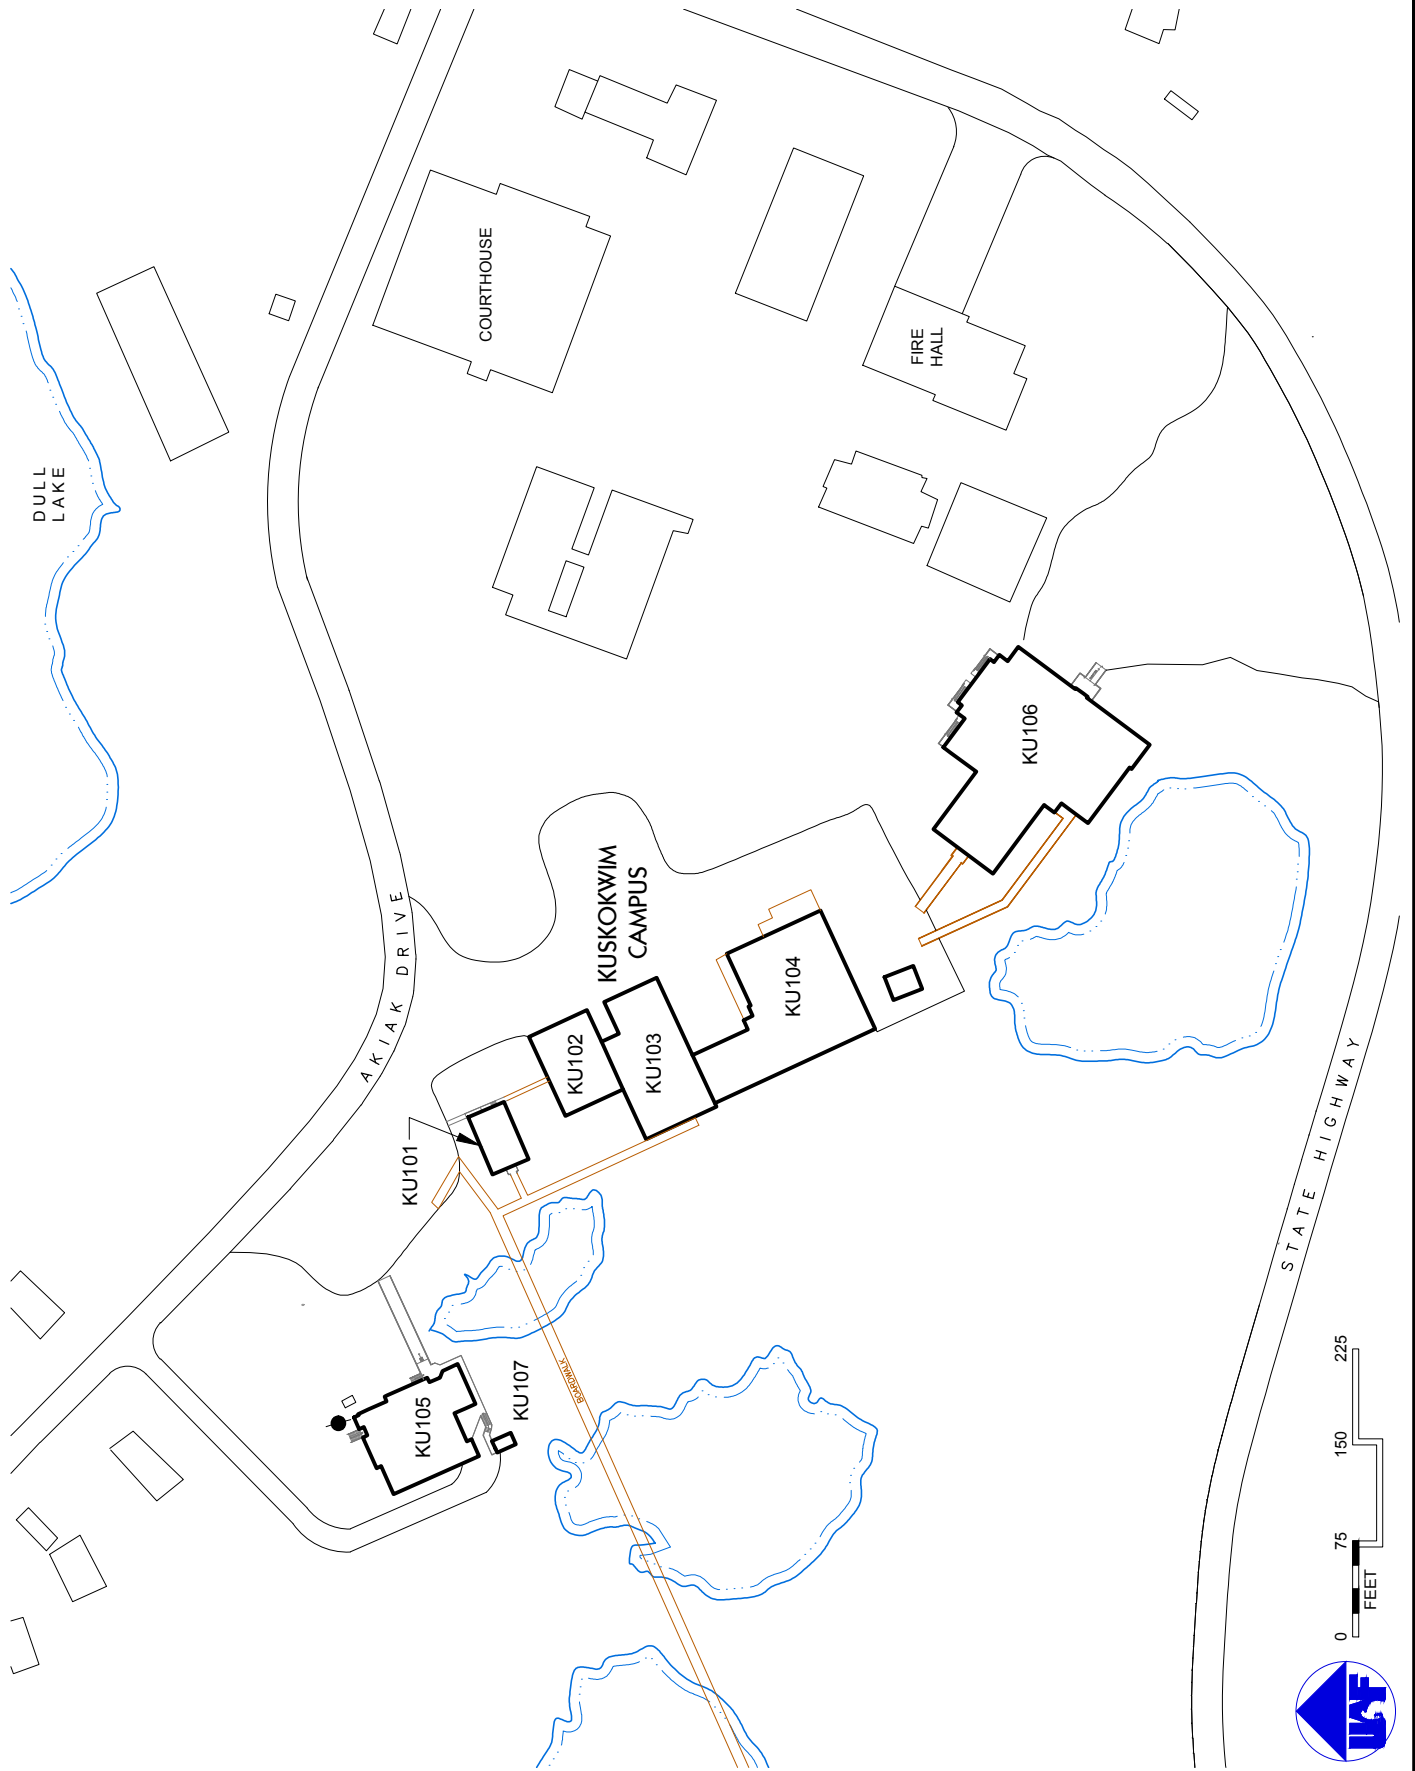 DULL
LAKE
COURTHOUSE
FIRE
HALL
AKIAK DRIVE
KUSKOKWIM
CAMPUS
KU106
KU104
KU103
KU102
KU101
KU105
KU107
BOARDWALK
STATE HIGHWAY
0 75 150 225
FEET
UAF